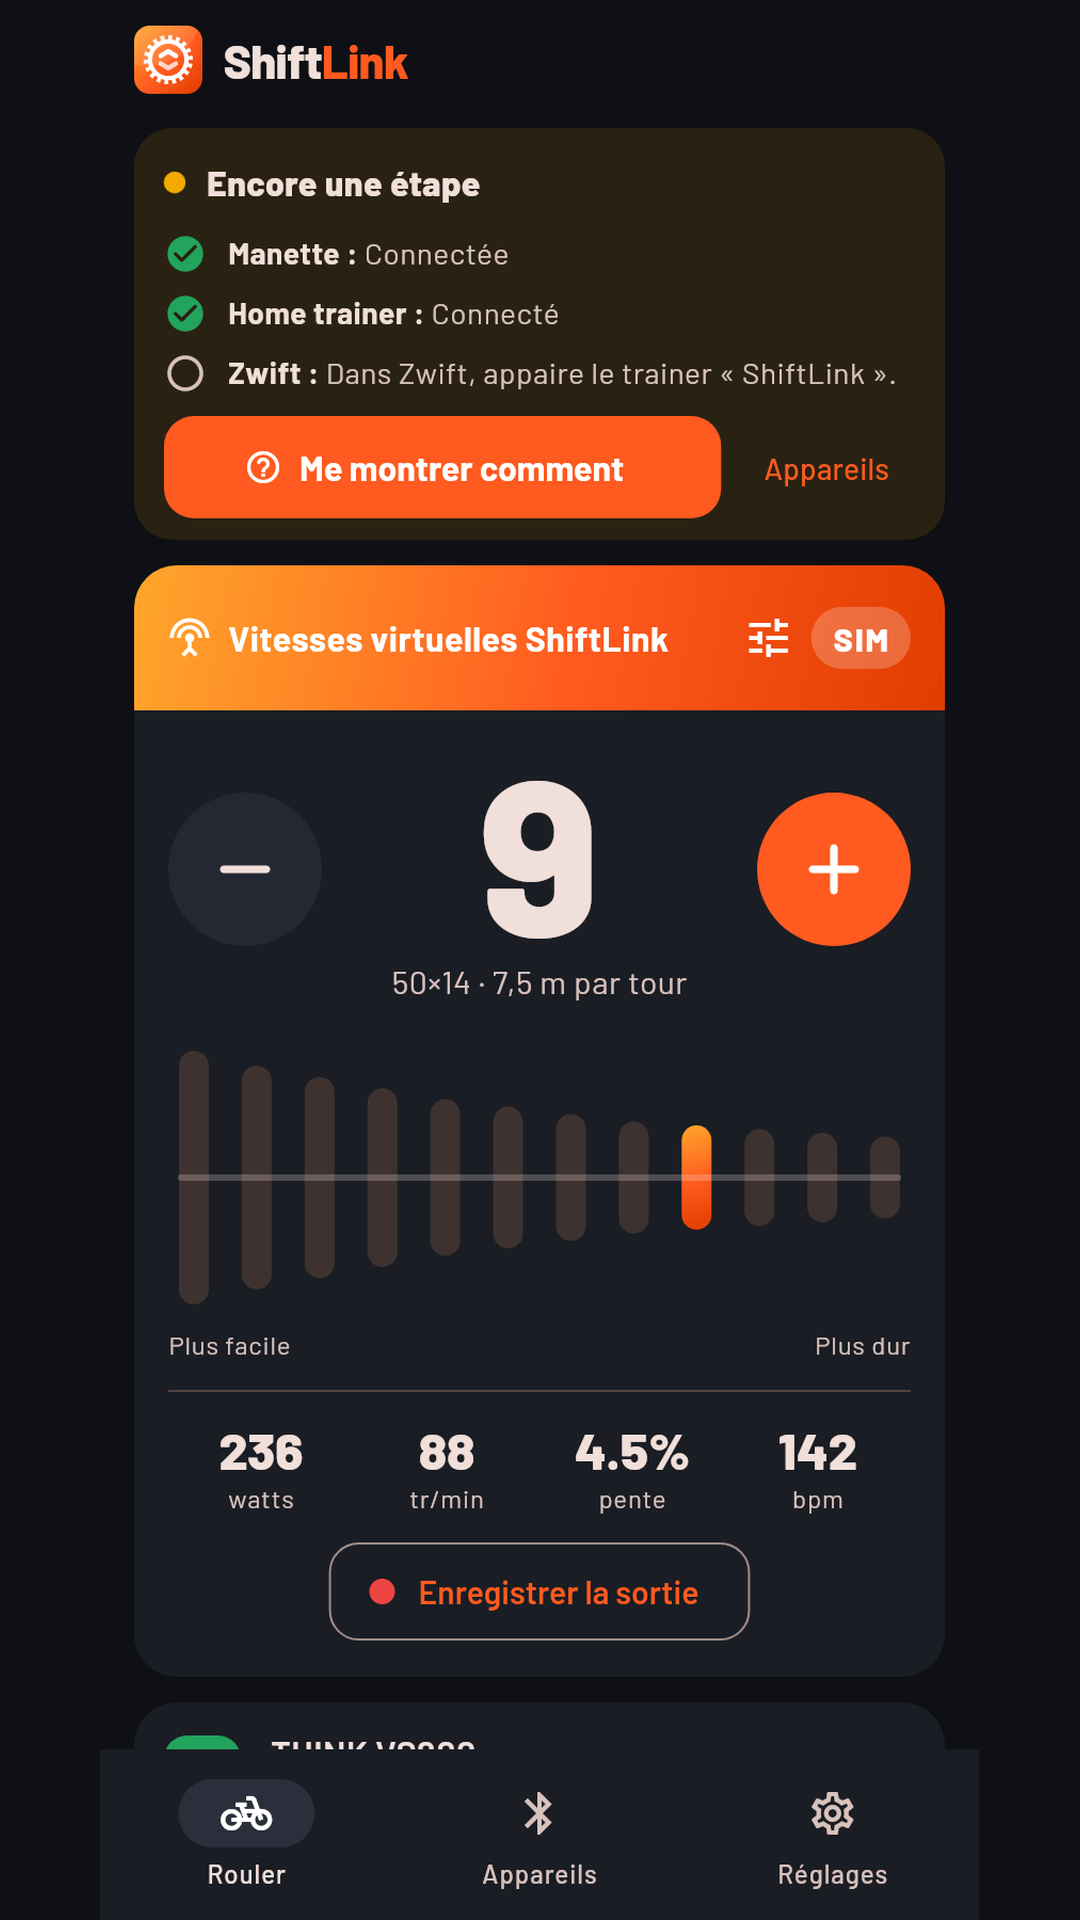 ShiftLink
Encore une étape
Manette : Connectée
Home trainer : Connecté
Zwift : Dans Zwift, appaire le trainer « ShiftLink ».
Me montrer comment
Appareils
Vitesses virtuelles ShiftLink
SIM
9
50×14 · 7,5 m par tour
Plus facile
Plus dur
236
88
4.5%
142
watts
tr/min
pente
bpm
Enregistrer la sortie
THINK
Rouler
Appareils
Réglages